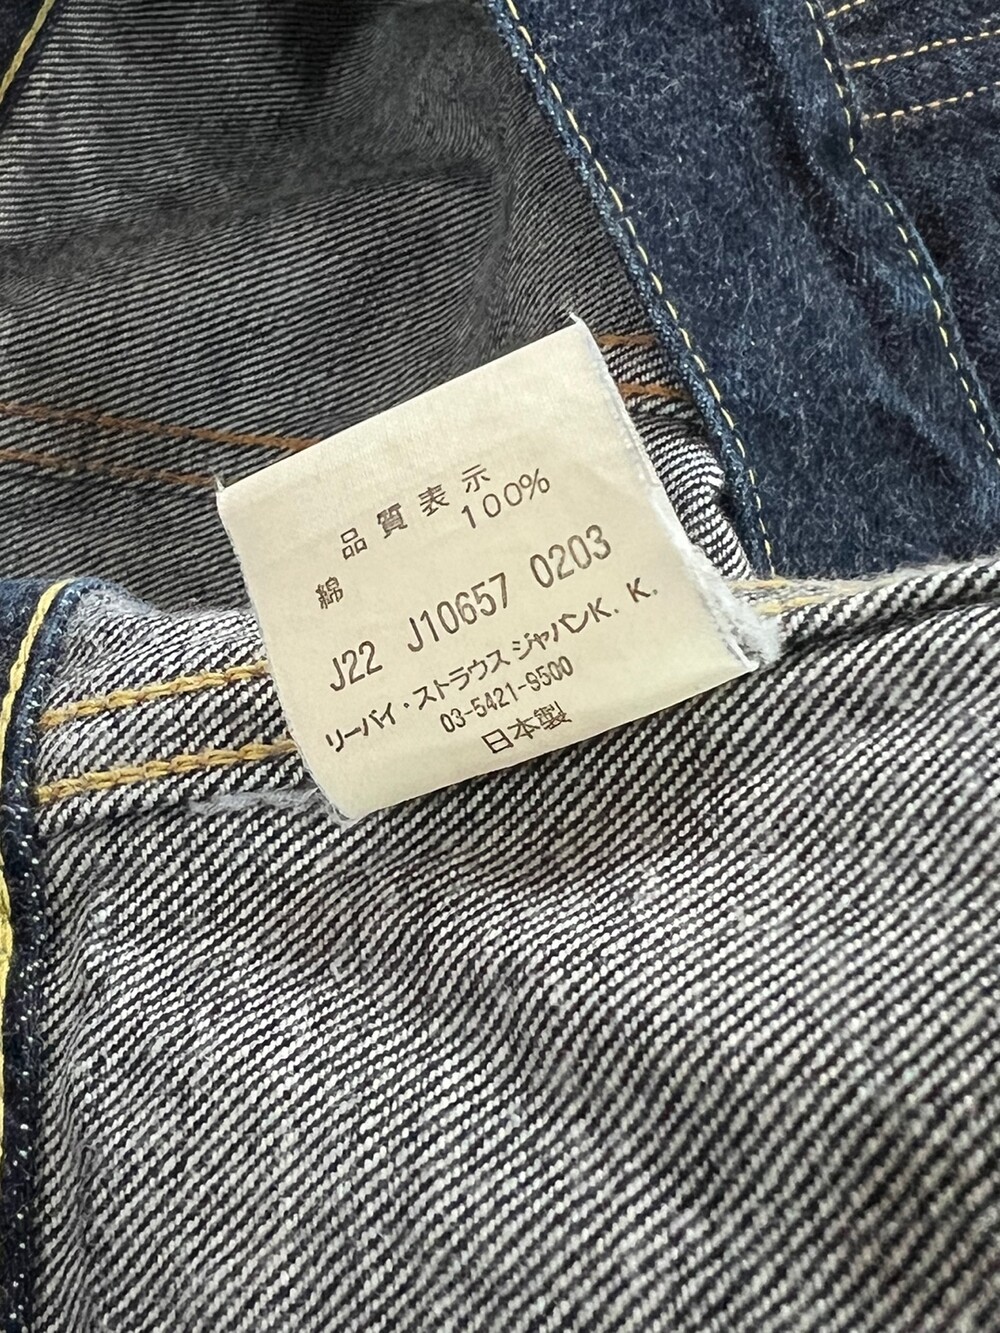 品質表示
綿 100%
J22 J10657 0203
リーバイ・ストラウス ジャパンK.K.
03-5421-9500
日本製